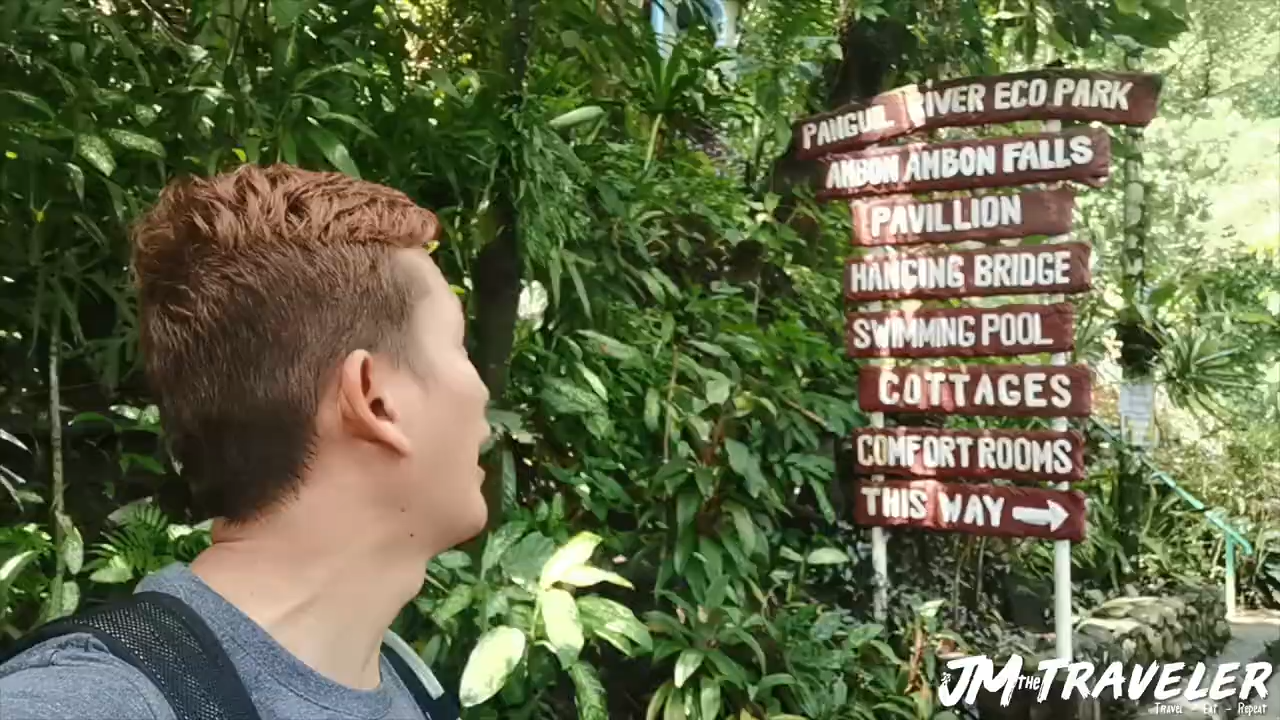 PANGUIL RIVER ECO PARK
AMBON AMBON FALLS
PAVILLION
HANGING BRIDGE
SWIMMING POOL
COTTAGES
COMFORT ROOMS
THIS WAY
JM THE TRAVELER
Travel - Eat - Repeat